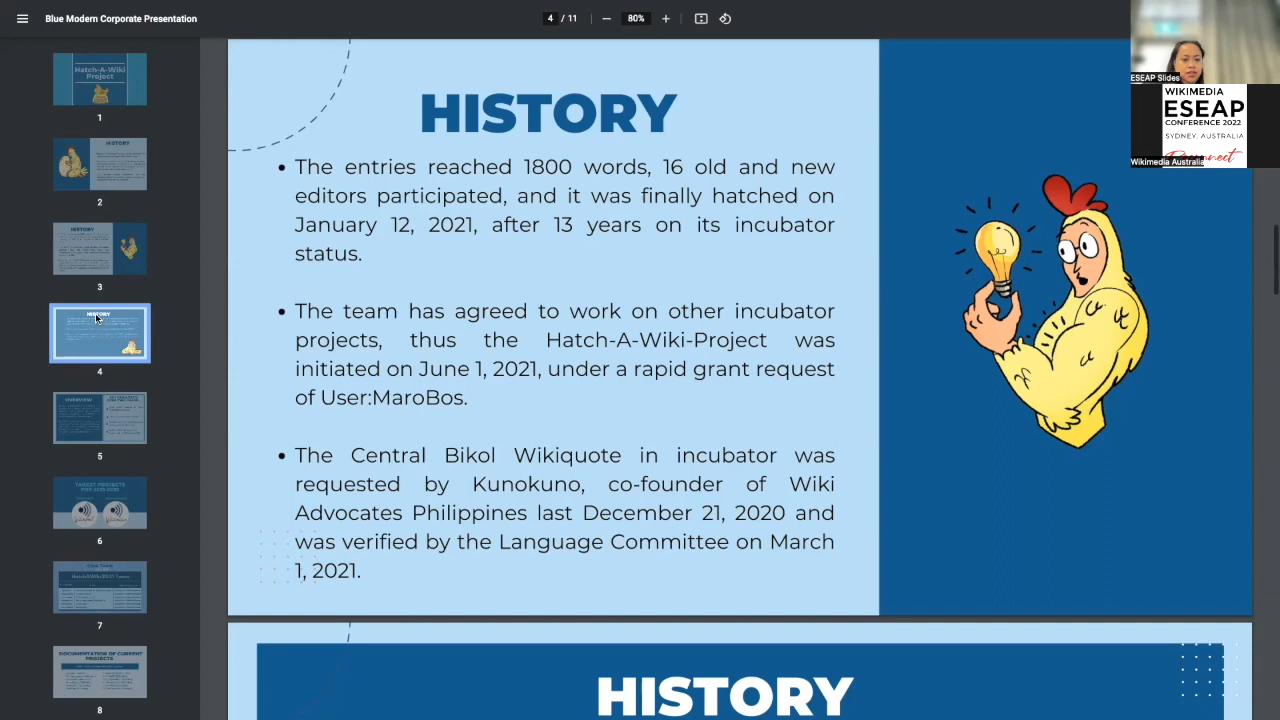 Blue Modern Corporate Presentation
4 / 11
80%
ESEAP Slides
WIKIMEDIA
ESEAP
CONFERENCE 2022
SYDNEY, AUSTRALIA
Reconnect
Wikimedia Australia
Hatch-A-Wiki
Project
1
HISTORY
2
HISTORY
3
HISTORY
4
OVERVIEW
5
TARGET PROJECTS
FOR 2021-2022
6
7
DOCUMENTATION OF CURRENT
PROJECTS
8
HISTORY
• The entries reached 1800 words, 16 old and new
editors participated, and it was finally hatched on
January 12, 2021, after 13 years on its incubator
status.
• The team has agreed to work on other incubator
projects, thus the Hatch-A-Wiki-Project was
initiated on June 1, 2021, under a rapid grant request
of User:MaroBos.
• The Central Bikol Wikiquote in incubator was
requested by Kunokuno, co-founder of Wiki
Advocates Philippines last December 21, 2020 and
was verified by the Language Committee on March
1, 2021.
HISTORY